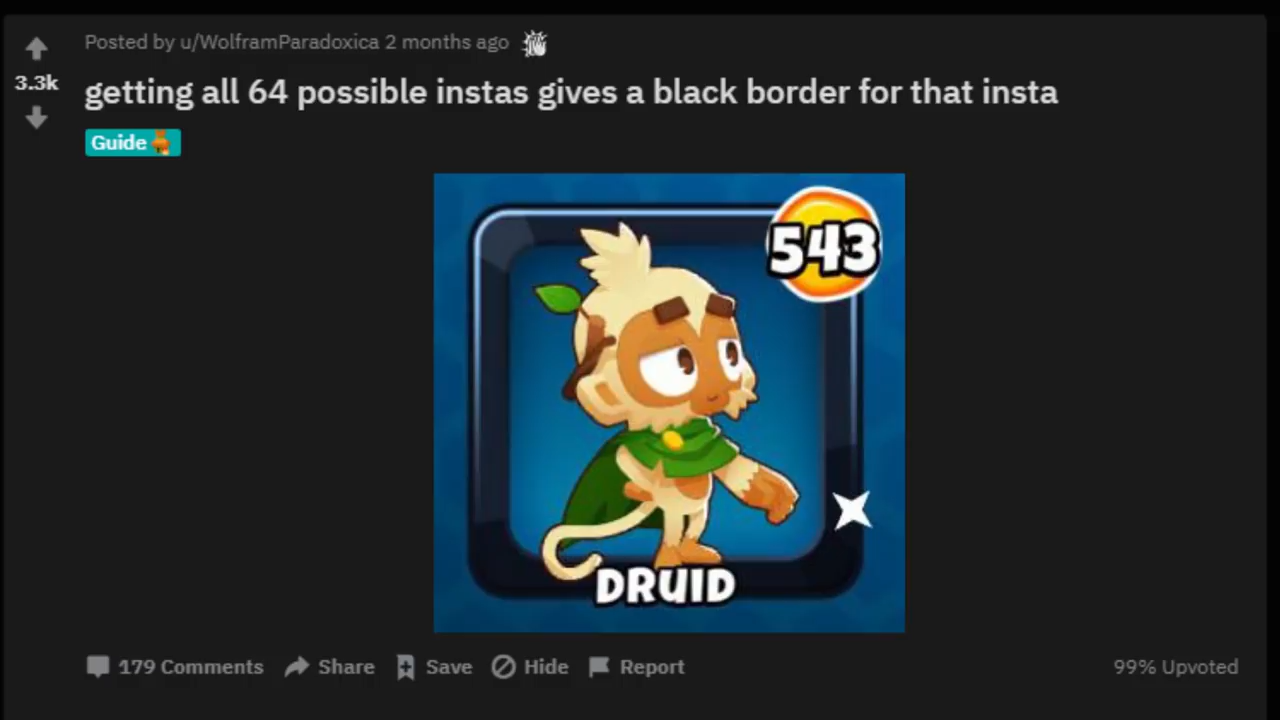 Posted by u/WolframParadoxica 2 months ago
3.3k
getting all 64 possible instas gives a black border for that insta
Guide
543
DRUID
179 Comments Share Save Hide Report 99% Upvoted